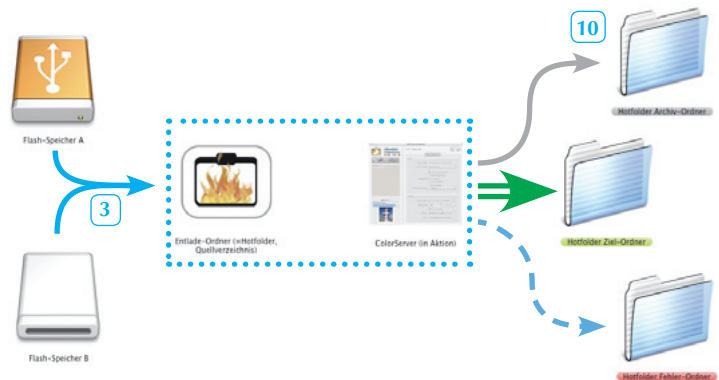 10
Hotfolder Archiv-Ordner
Flash-Speicher A
3
Entlade-Ordner (=Hotfolder,
Quellverzeichnis)
ColorServer (in Aktion)
Hotfolder Ziel-Ordner
Flash-Speicher B
Hotfolder Fehler-Ordner